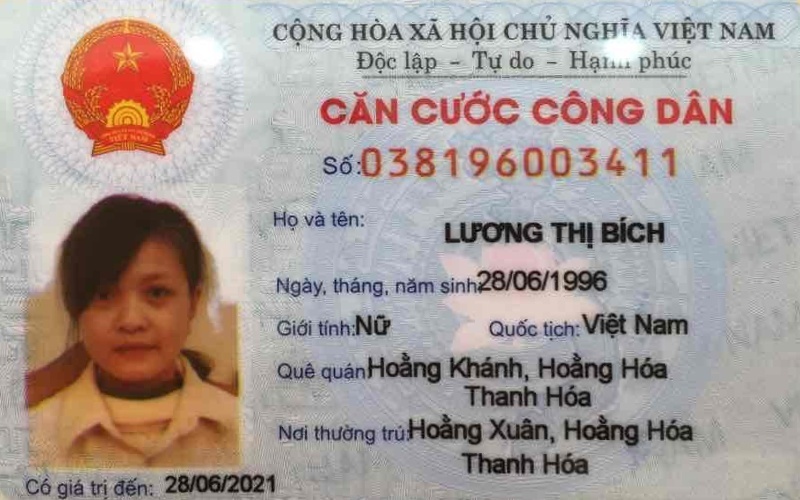 CỘNG HÒA XÃ HỘI CHỦ NGHĨA VIỆT NAM
Độc lập - Tự do - Hạnh phúc
CĂN CƯỚC CÔNG DÂN
Số: 038196003411
Họ và tên: LƯƠNG THỊ BÍCH
Ngày, tháng, năm sinh: 28/06/1996
Giới tính: Nữ Quốc tịch: Việt Nam
Quê quán: Hoằng Khánh, Hoằng Hóa
Thanh Hóa
Nơi thường trú: Hoằng Xuân, Hoằng Hóa
Thanh Hóa
Có giá trị đến: 28/06/2021